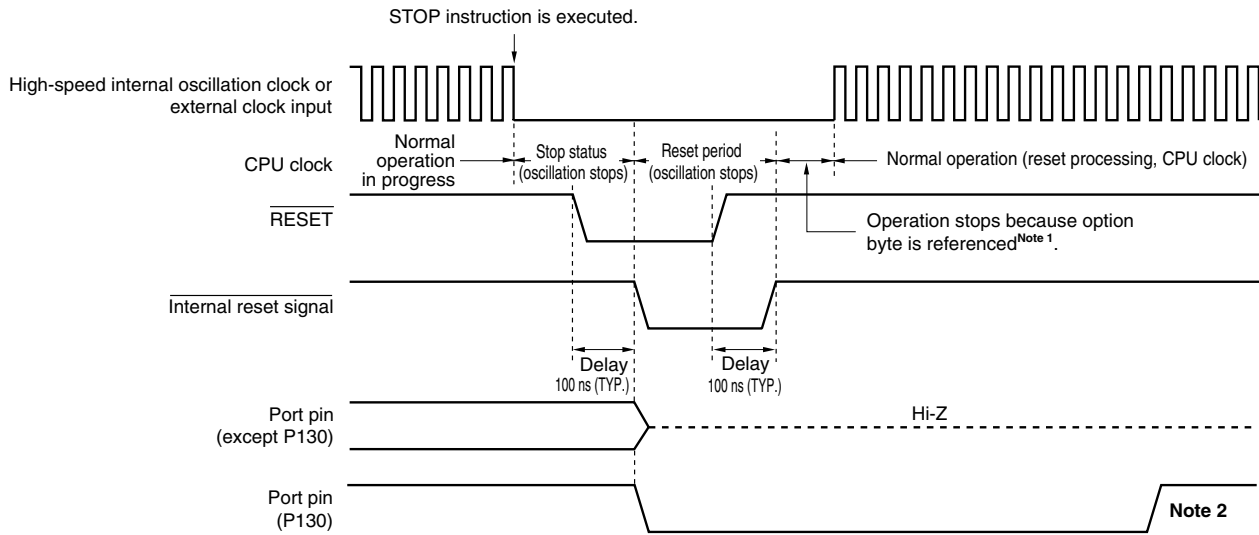 STOP instruction is executed.
High-speed internal oscillation clock or
external clock input
CPU clock
Normal
operation
in progress
Stop status
(oscillation stops)
Reset period
(oscillation stops)
Normal operation (reset processing, CPU clock)
RESET
Operation stops because option
byte is referenced Note 1.
Internal reset signal
Delay
100 ns (TYP.)
Delay
100 ns (TYP.)
Port pin
(except P130)
Hi-Z
Port pin
(P130)
Note 2